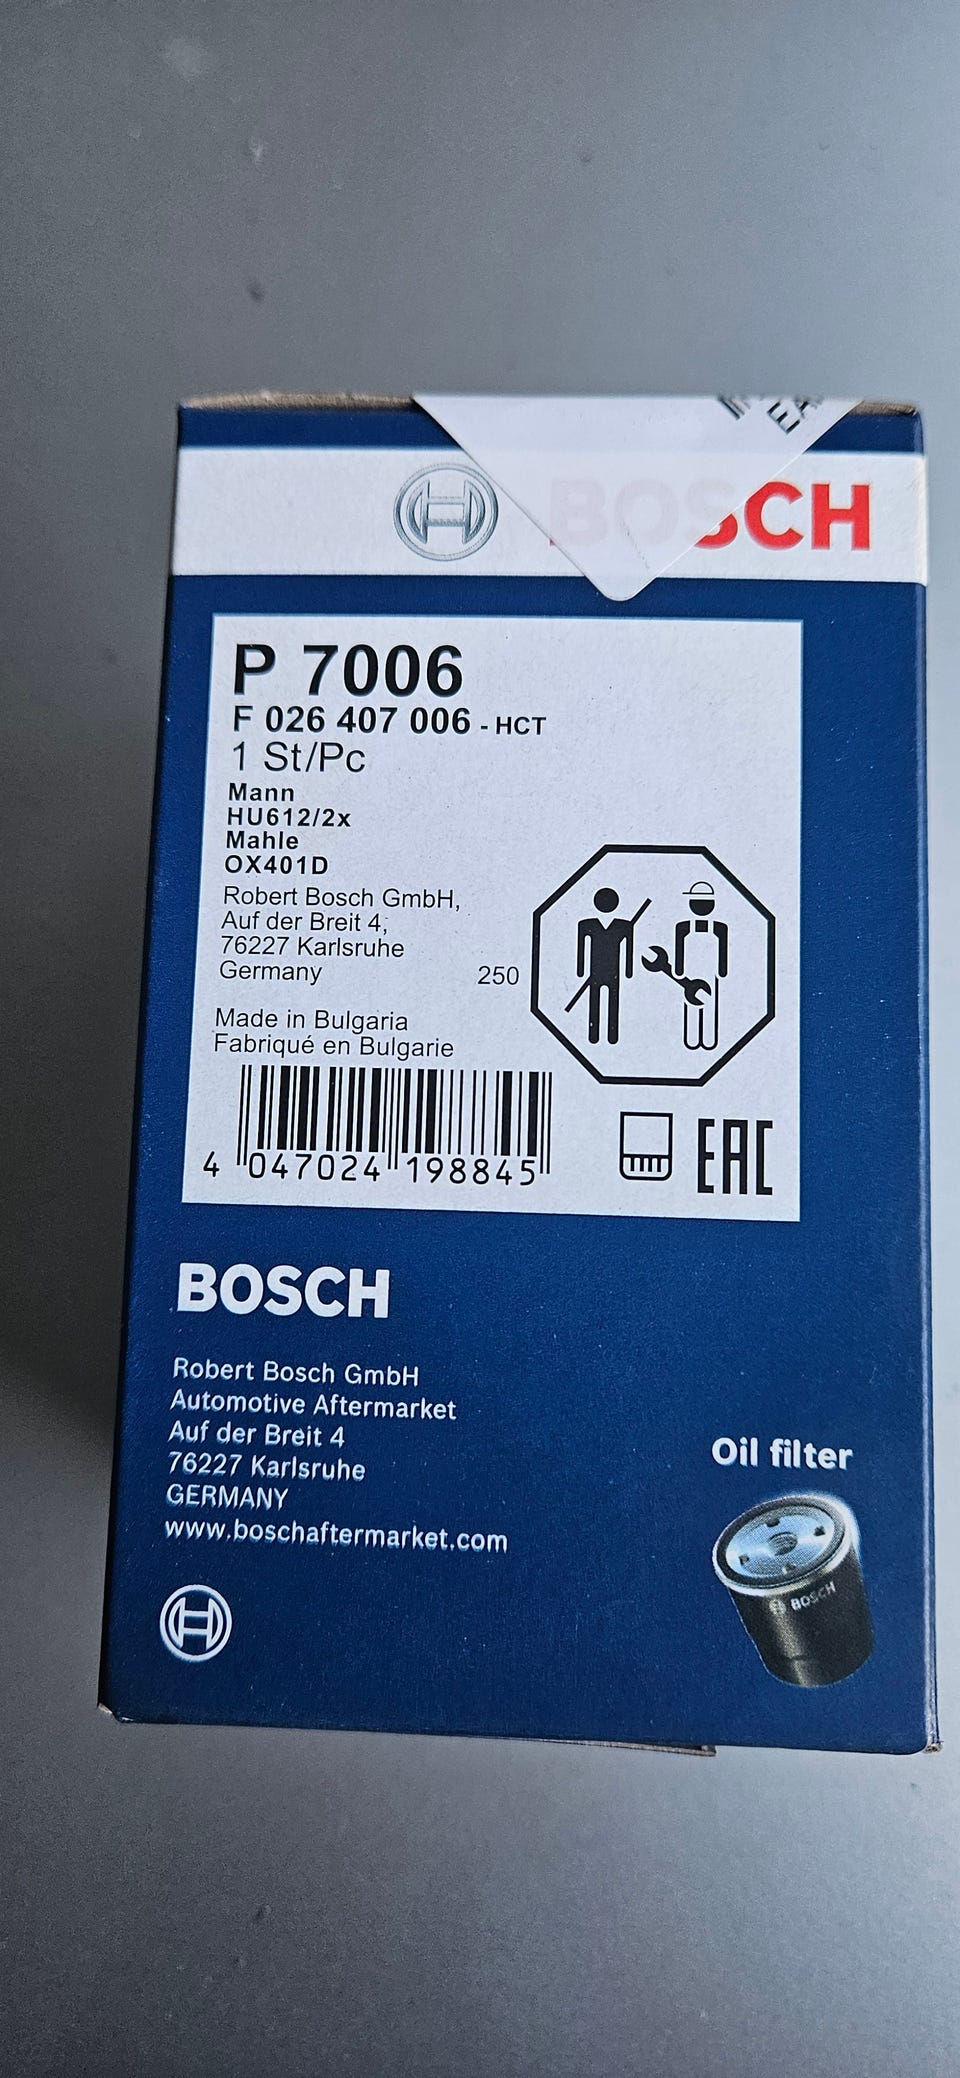 BOSCH
P 7006
F 026 407 006 - HCT
1 St/Pc
Mann
HU612/2x
Mahle
OX401D
Robert Bosch GmbH,
Auf der Breit 4,
76227 Karlsruhe
Germany
250
Made in Bulgaria
Fabriqué en Bulgarie
4 047024 198845
EAC
BOSCH
Robert Bosch GmbH
Automotive Aftermarket
Auf der Breit 4
76227 Karlsruhe
GERMANY
www.boschaftermarket.com
Oil filter
BOSCH